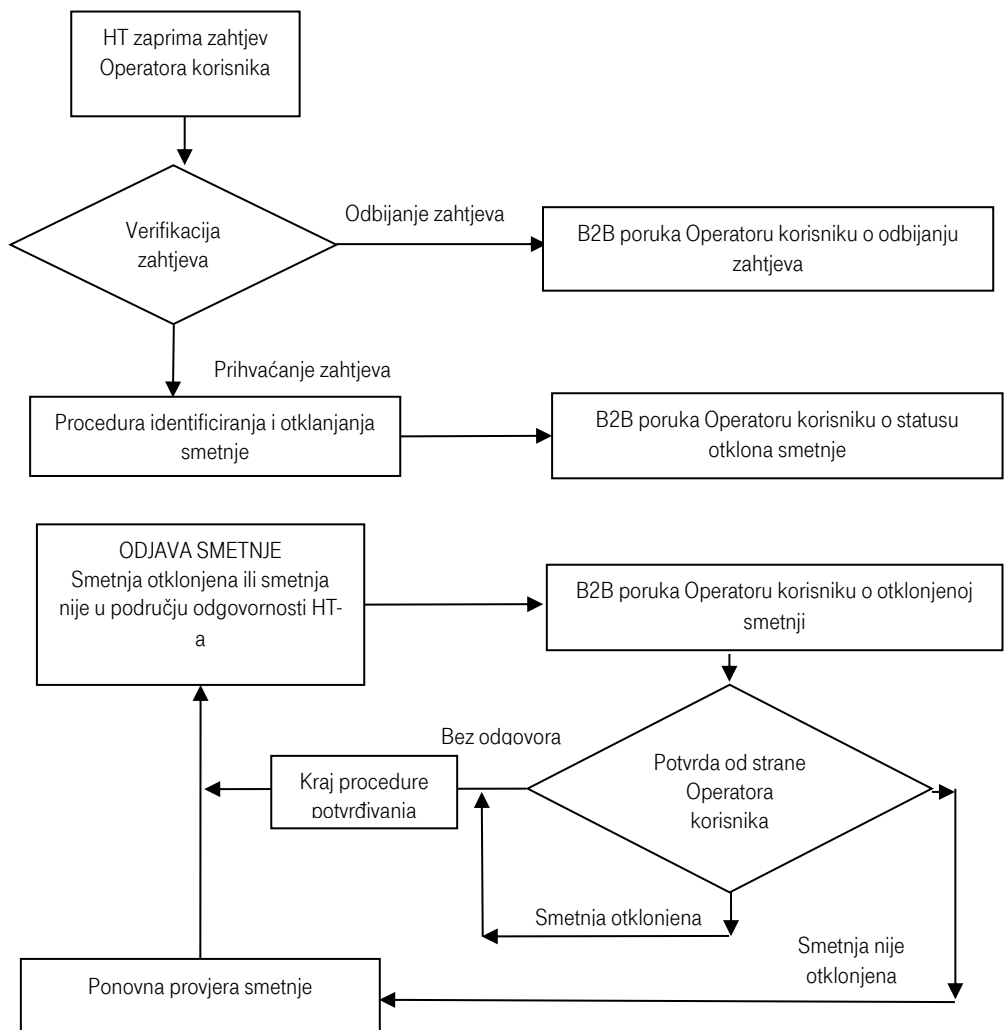 HT zaprima zahtjev
Operatora korisnika
Verifikacija
zahtjeva
Odbijanje zahtjeva
B2B poruka Operatoru korisniku o odbijanju
zahtjeva
Prihvaćanje zahtjeva
Procedura identificiranja i otklanjanja
smetnje
B2B poruka Operatoru korisniku o statusu
otklona smetnje
ODJAVA SMETNJE
Smetnja otklonjena ili smetnja
nije u području odgovornosti HT-
a
B2B poruka Operatoru korisniku o otklonjenoj
smetnji
Bez odgovora
Kraj procedure
potvrđivanja
Potvrda od strane
Operatora
korisnika
Smetnja otklonjena
Smetnja nije
otklonjena
Ponovna provjera smetnje